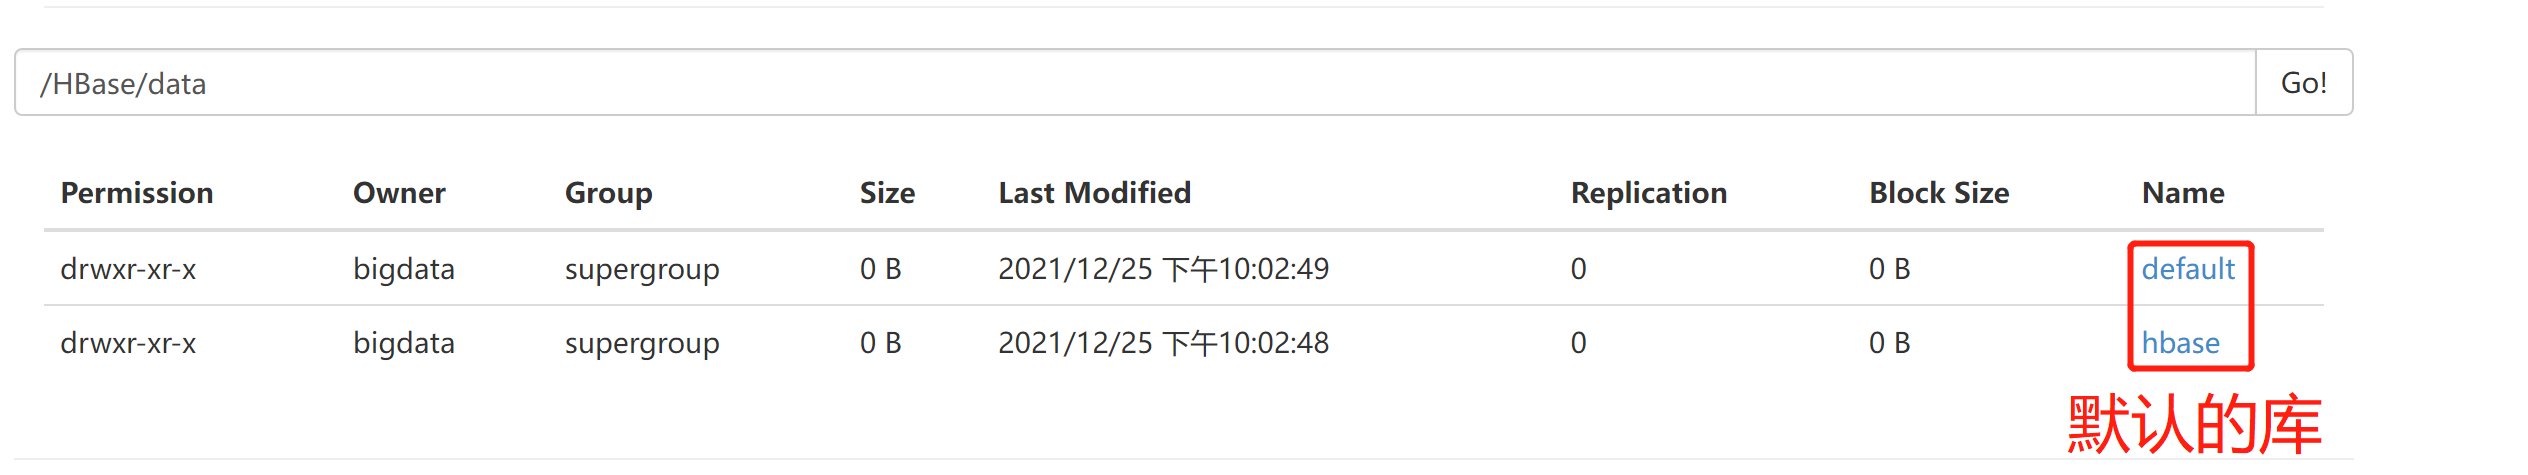 /HBase/data Go!
Permission Owner Group Size Last Modified Replication Block Size Name
drwxr-xr-x bigdata supergroup 0 B 2021/12/25 下午10:02:49 0 0 B default
drwxr-xr-x bigdata supergroup 0 B 2021/12/25 下午10:02:48 0 0 B hbase
默认的库